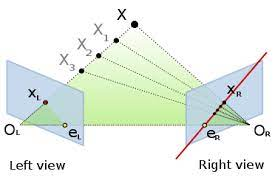 X
X1
X2
X3
XL
XR
OL
eL
eR
OR
Left view
Right view